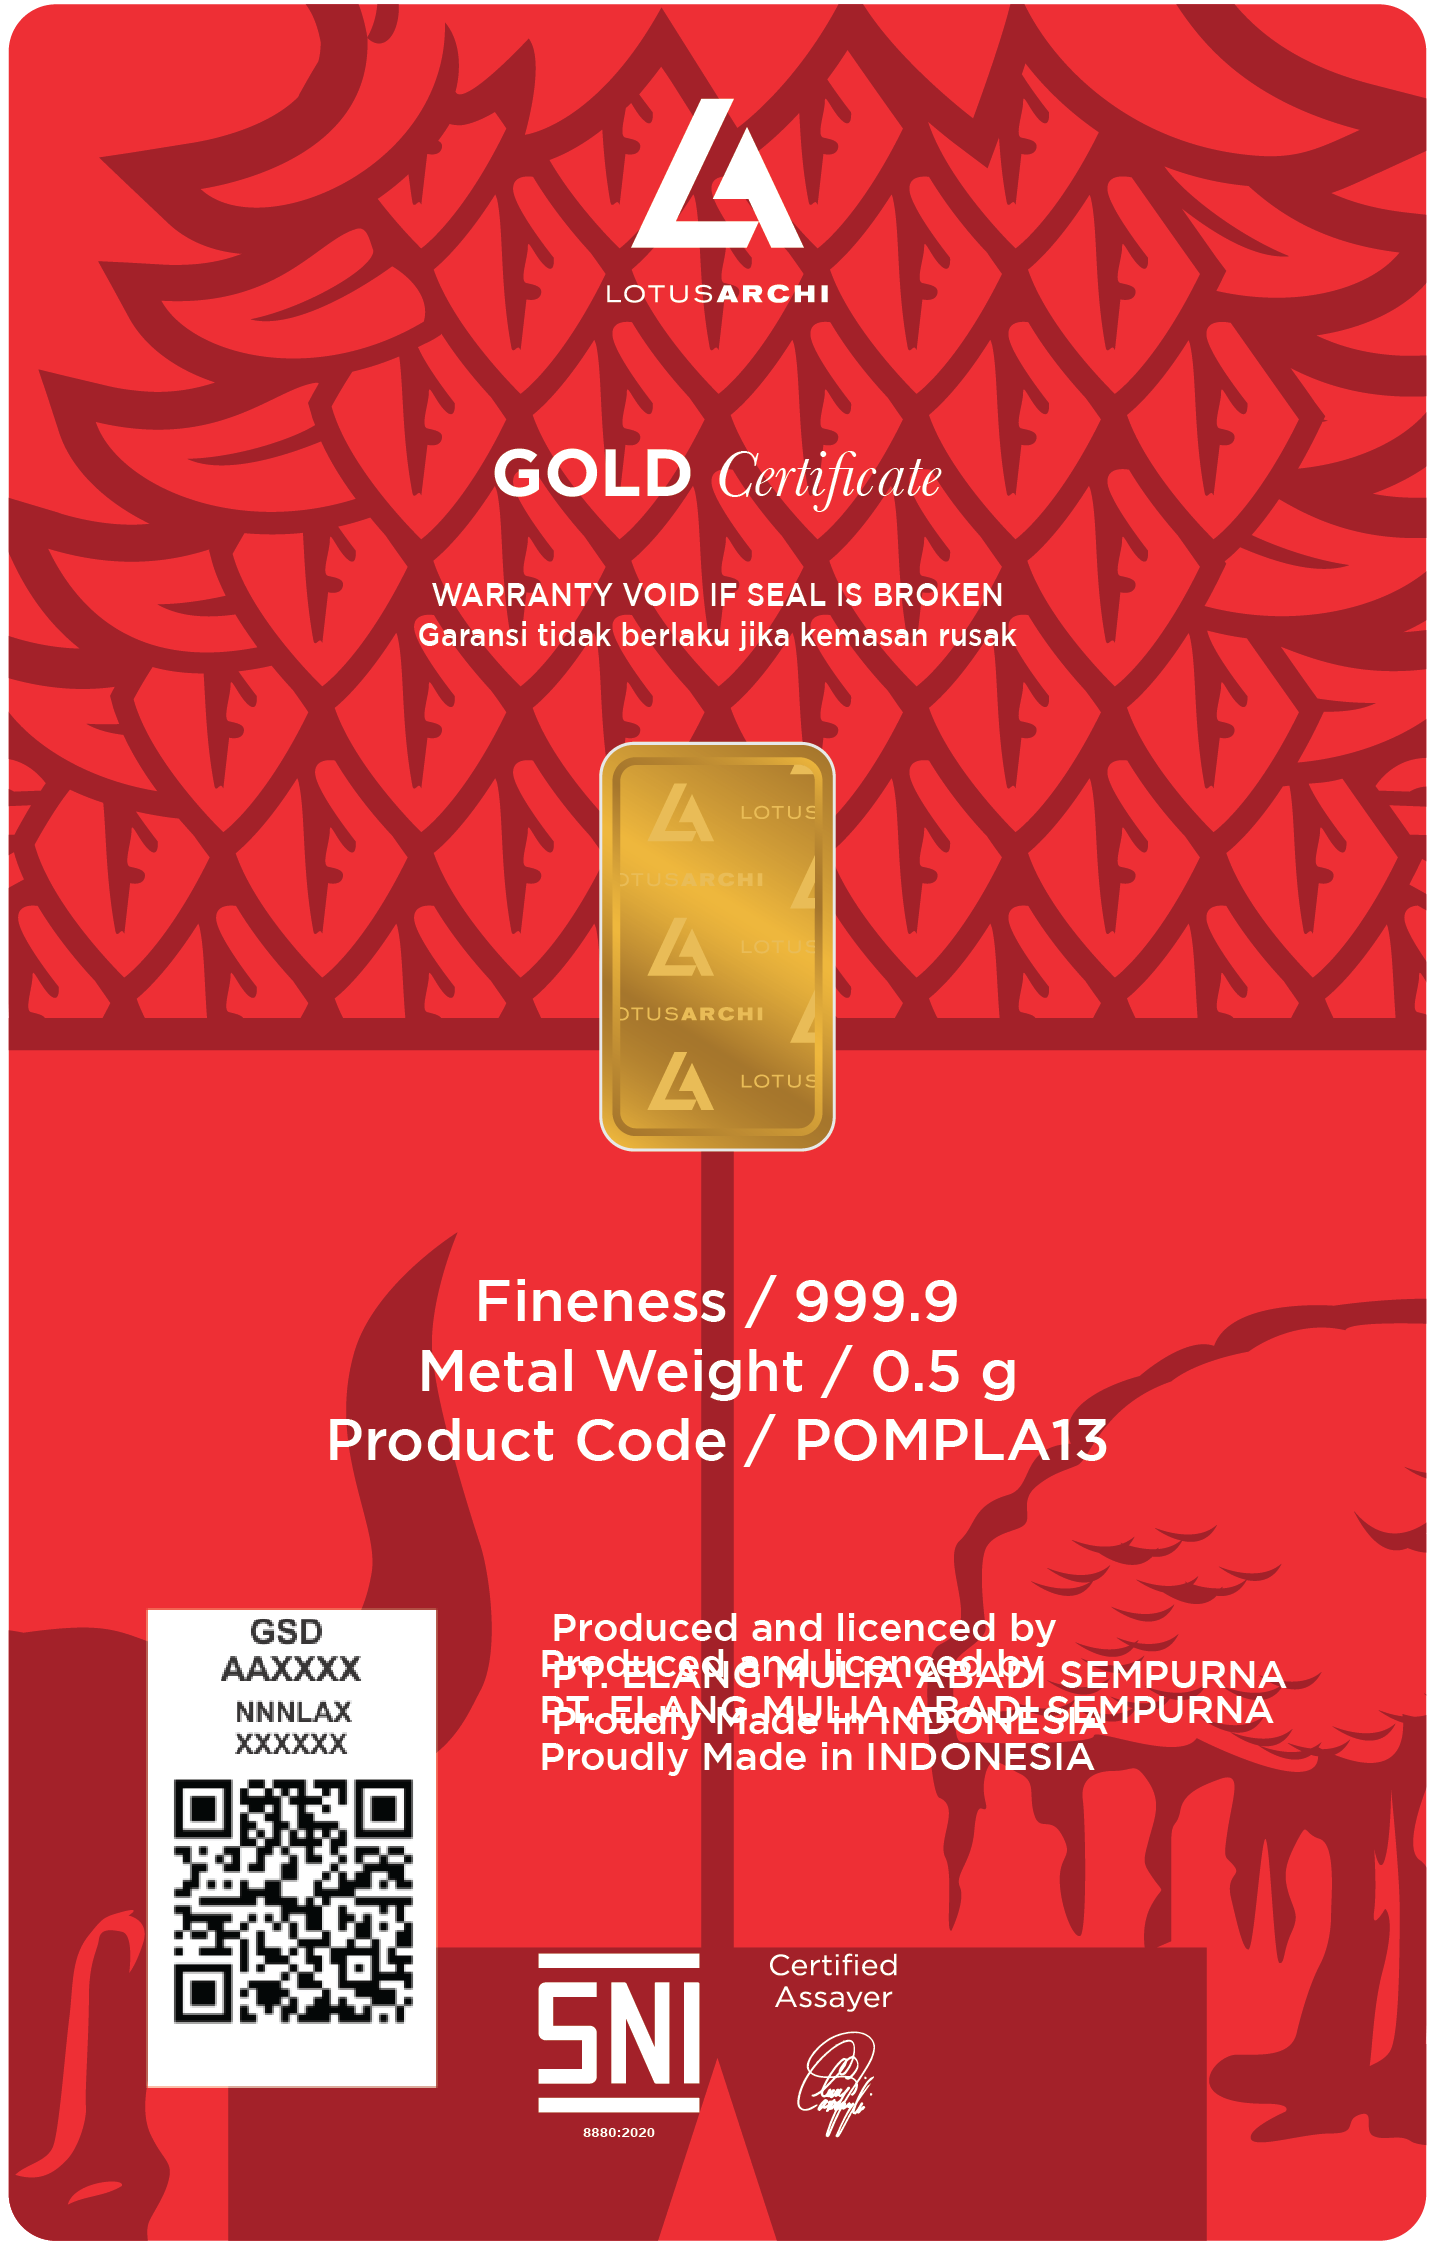 LOTUSARCHI
GOLD Certificate
WARRANTY VOID IF SEAL IS BROKEN
Garansi tidak berlaku jika kemasan rusak
LOTUS
OTUSARCHI
LOTUS
OTUSARCHI
LOTUS
Fineness / 999.9
Metal Weight / 0.5 g
Product Code / POMPLA13
GSD
AAXXXX
NNNLAX
XXXXXX
Produced and licenced by
PT. ELANG MULIA ABADI SEMPURNA
Proudly Made in INDONESIA
Produced and licenced by
PT. ELANG MULIA ABADI SEMPURNA
Proudly Made in INDONESIA
SNI
8880:2020
Certified
Assayer